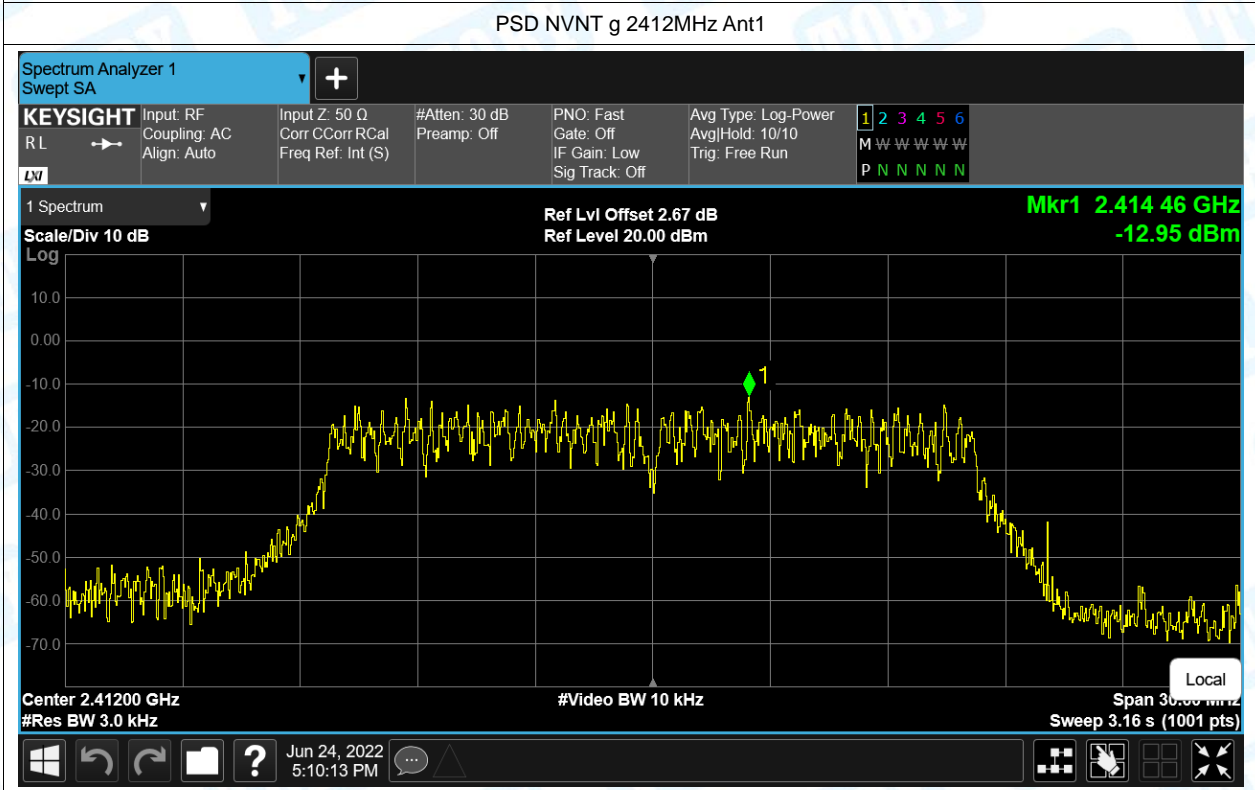 PSD NVNT g 2412MHz Ant1
Spectrum Analyzer 1
Swept SA
KEYSIGHT
R L
LXI
Input: RF
Coupling: AC
Align: Auto
Input Z: 50 Ω
Corr CCorr RCal
Freq Ref: Int (S)
#Atten: 30 dB
Preamp: Off
PNO: Fast
Gate: Off
IF Gain: Low
Sig Track: Off
Avg Type: Log-Power
Avg|Hold: 10/10
Trig: Free Run
1 2 3 4 5 6
M W W W W W
P N N N N N
1 Spectrum
Scale/Div 10 dB
Log
Ref Lvl Offset 2.67 dB
Ref Level 20.00 dBm
Mkr1 2.414 46 GHz
-12.95 dBm
10.0
0.00
-10.0
-20.0
-30.0
-40.0
-50.0
-60.0
-70.0
1
Center 2.41200 GHz
#Res BW 3.0 kHz
#Video BW 10 kHz
Local
Span 30.00 MHz
Sweep 3.16 s (1001 pts)
?
Jun 24, 2022
5:10:13 PM